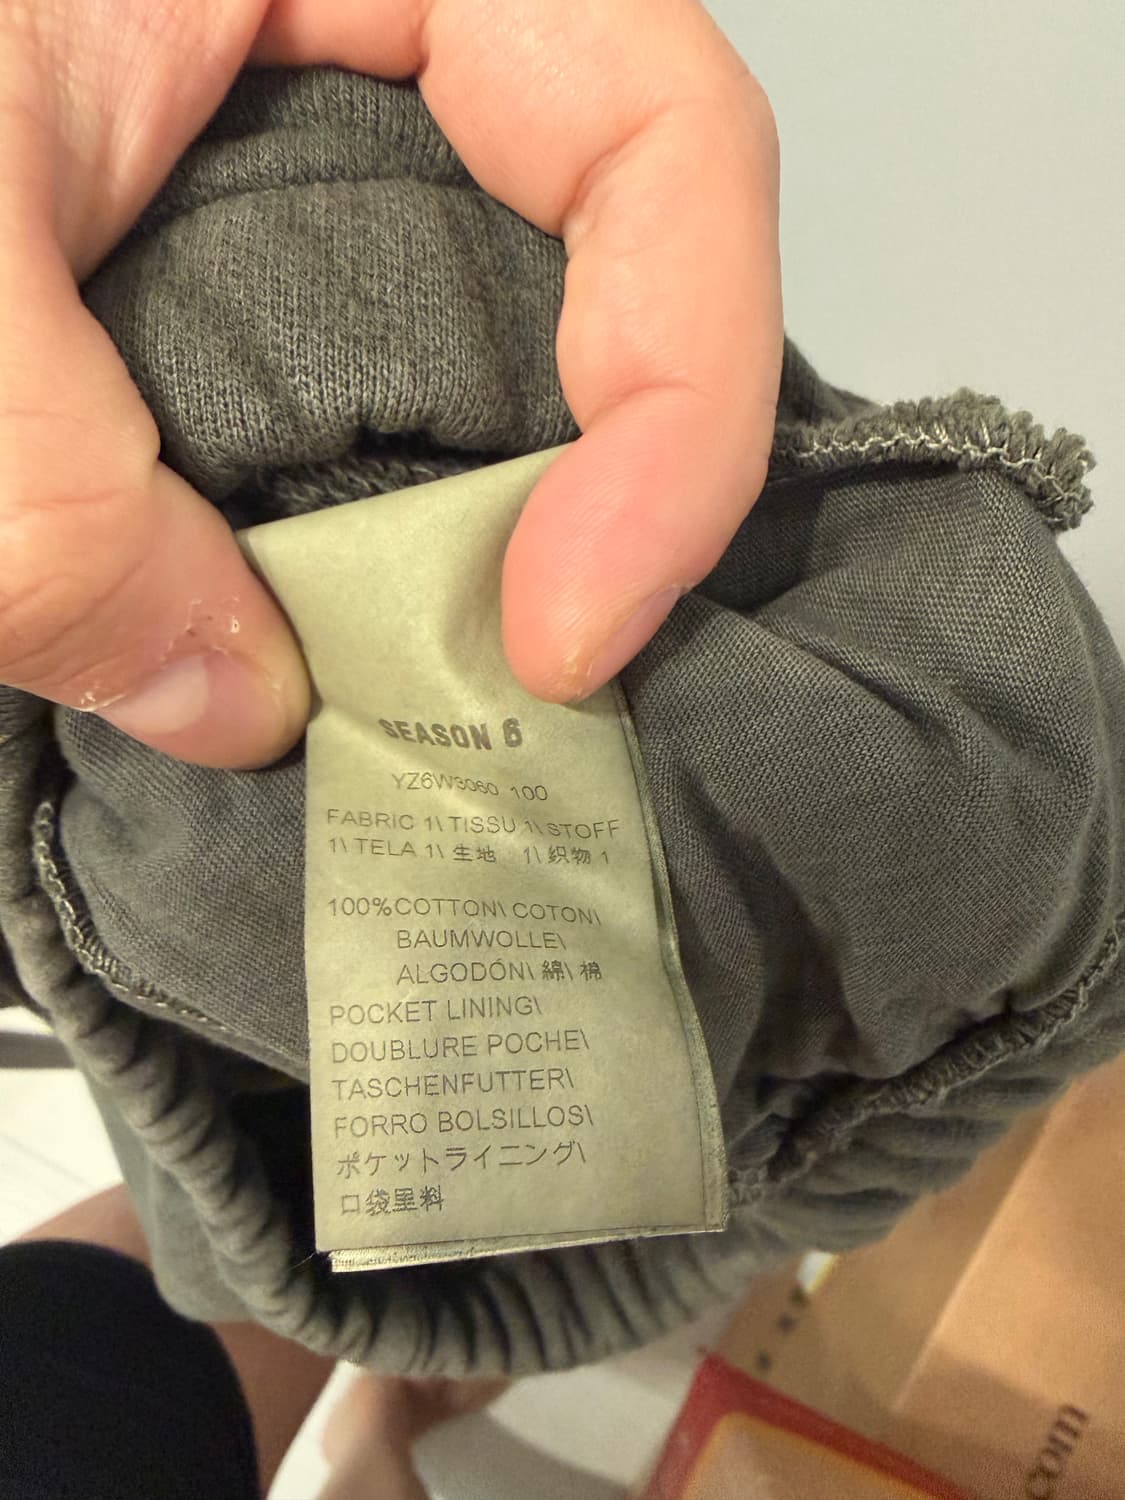 SEASON 6
YZ6W3060 100
FABRIC 1\ TISSU 1\ STOFF
1\ TELA 1\ 生地 1\ 织物 1
100%COTTON\ COTON\
BAUMWOLLE\
ALGODÓN\ 綿\ 棉
POCKET LINING\
DOUBLURE POCHE\
TASCHENFUTTER\
FORRO BOLSILLOS\
ポケットライニング\
口袋里料
com